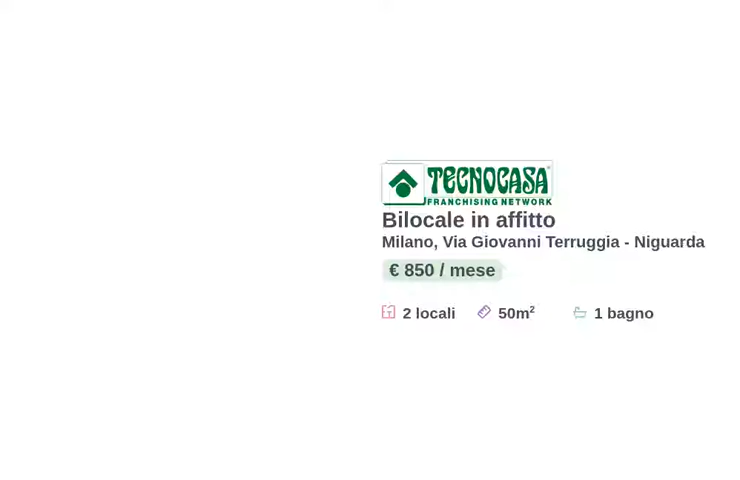 TECNOCASA
FRANCHISING NETWORK
Bilocale in affitto
Milano, Via Giovanni Terruggia - Niguarda
€ 850 / mese
2 locali 50m² 1 bagno